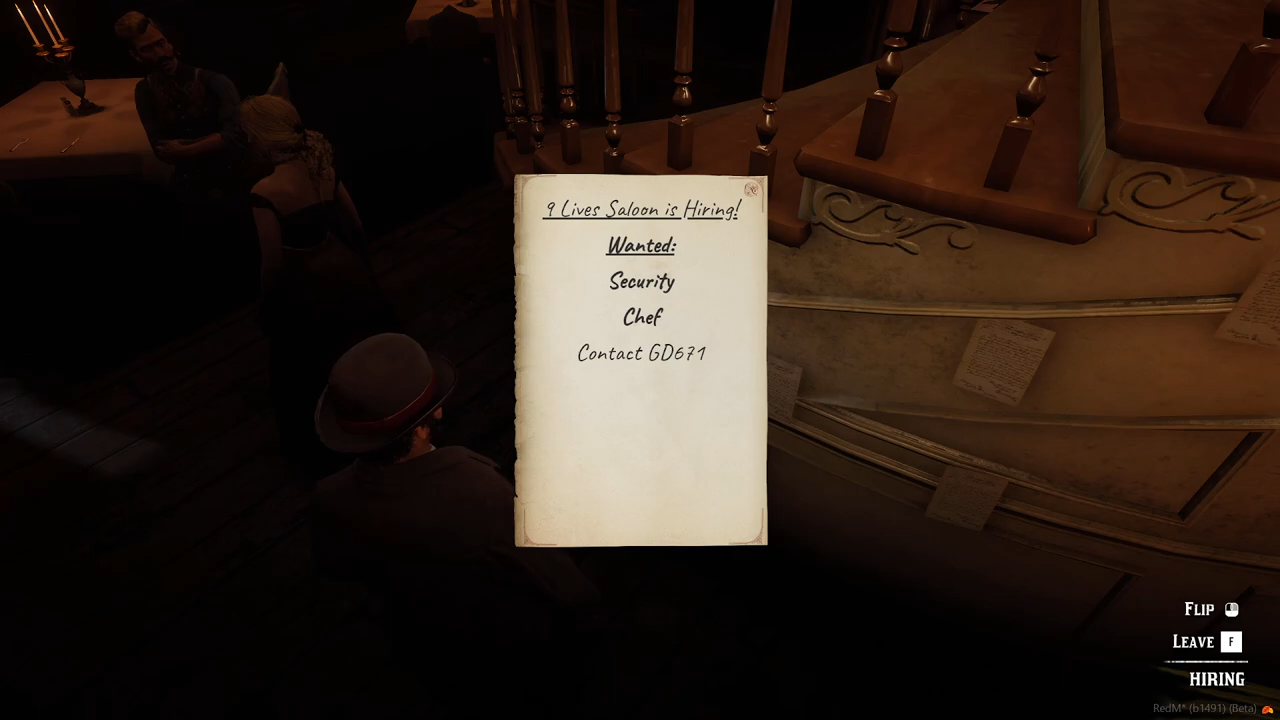 9 Lives Saloon is Hiring!
Wanted:
Security
Chef
Contact GD671
FLIP
LEAVE F
HIRING
RedM* (b1491) (Beta)